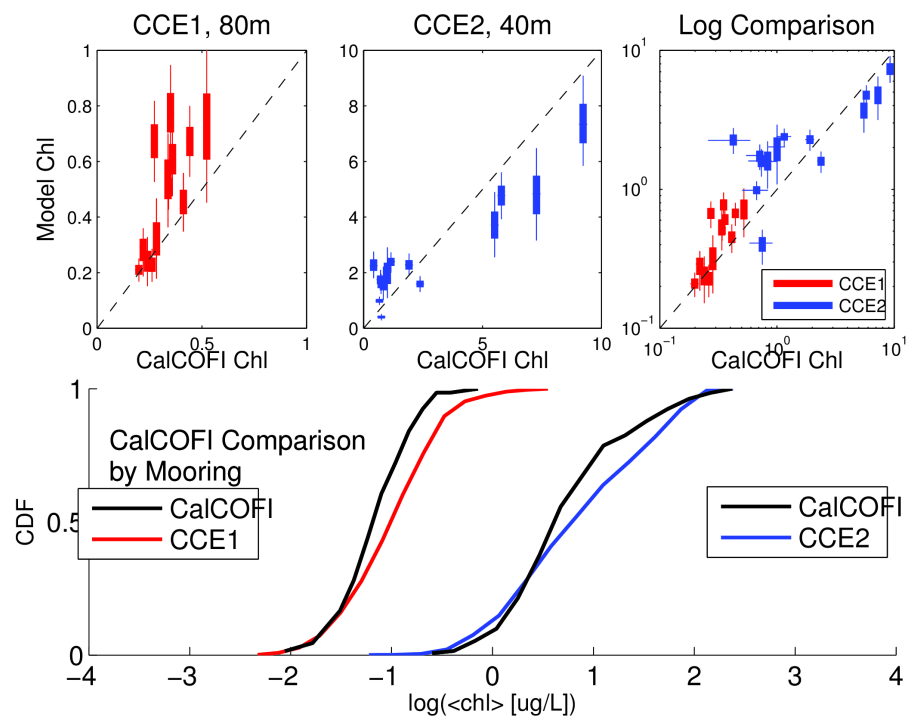 CCE1, 80m
CCE2, 40m
Log Comparison
Model Chl
1
0.8
0.6
0.4
0.2
0
0
0.5
1
CalCOFI Chl
10
8
6
4
2
0
0
5
10
CalCOFI Chl
10^1
10^0
10^-1
10^-1
10^0
10^1
CalCOFI Chl
CCE1
CCE2
CDF
1
0.5
0
CalCOFI Comparison
by Mooring
CalCOFI
CCE1
CalCOFI
CCE2
−4
−3
−2
−1
0
1
2
3
4
log(<chl> [ug/L])